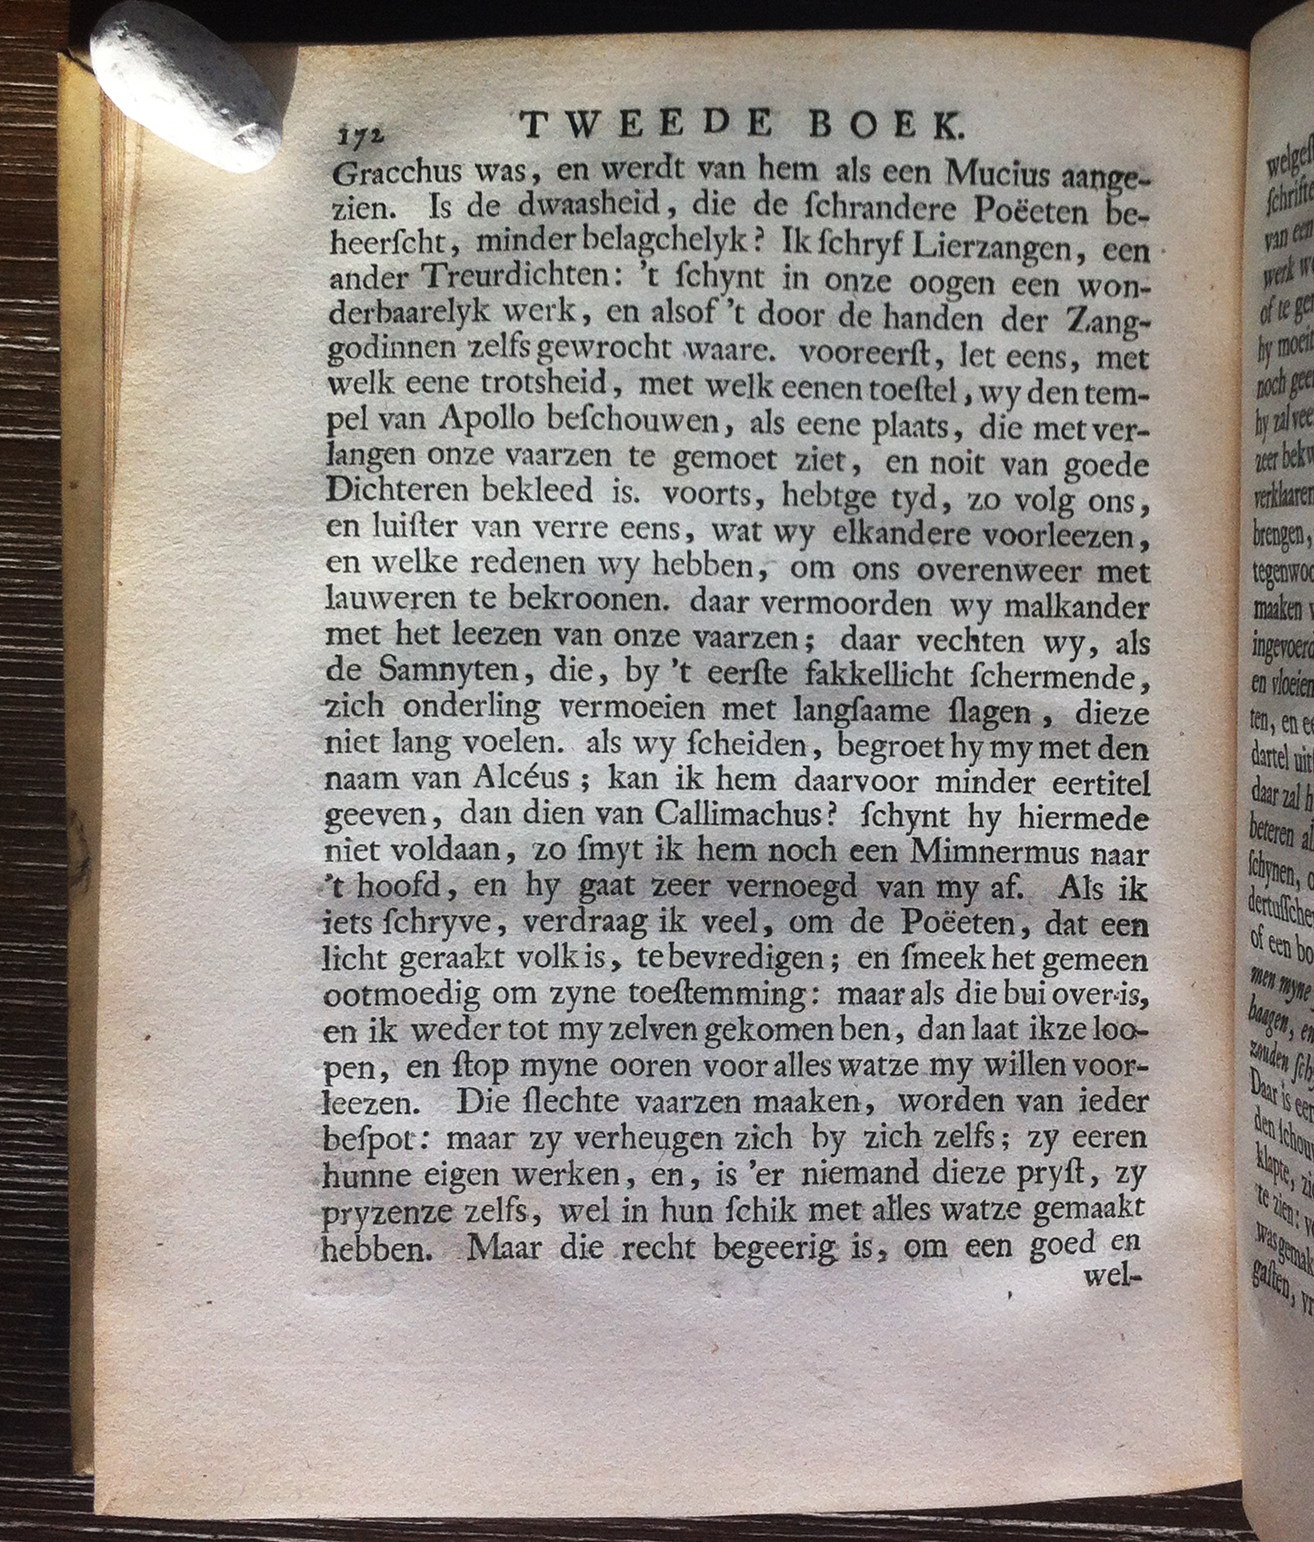 172 TWEEDE BOEK.
Gracchus was, en werdt van hem als een Mucius aange-
zien. Is de dwaasheid, die de ſchrandere Poëeten be-
heerſcht, minder belagchelyk? Ik ſchryf Lierzangen, een
ander Treurdichten: 't ſchynt in onze oogen een won-
derbaarelyk werk, en alsof 't door de handen der Zang-
godinnen zelfs gewrocht waare. vooreerſt, let eens, met
welk eene trotsheid, met welk eenen toeſtel, wy den tem-
pel van Apollo beſchouwen, als eene plaats, die met ver-
langen onze vaarzen te gemoet ziet, en noit van goede
Dichteren bekleed is. voorts, hebtge tyd, zo volg ons,
en luiſter van verre eens, wat wy elkandere voorleezen,
en welke redenen wy hebben, om ons overenweer met
lauweren te bekroonen. daar vermoorden wy malkander
met het leezen van onze vaarzen; daar vechten wy, als
de Samnyten, die, by 't eerſte fakkellicht ſchermende,
zich onderling vermoeien met langſaame ſlagen, dieze
niet lang voelen. als wy ſcheiden, begroet hy my met den
naam van Alcéus; kan ik hem daarvoor minder eertitel
geeven, dan dien van Callimachus? ſchynt hy hiermede
niet voldaan, zo ſmyt ik hem noch een Mimnermus naar
't hoofd, en hy gaat zeer vernoegd van my af. Als ik
iets ſchryve, verdraag ik veel, om de Poëeten, dat een
licht geraakt volk is, te bevredigen; en ſmeek het gemeen
ootmoedig om zyne toeſtemming: maar als die bui over is,
en ik weder tot my zelven gekomen ben, dan laat ikze loo-
pen, en ſtop myne ooren voor alles watze my willen voor-
leezen. Die ſlechte vaarzen maaken, worden van ieder
beſpot: maar zy verheugen zich by zich zelfs; zy eeren
hunne eigen werken, en, is 'er niemand dieze pryſt, zy
pryzenze zelfs, wel in hun ſchik met alles watze gemaakt
hebben. Maar die recht begeerig is, om een goed en
wel-